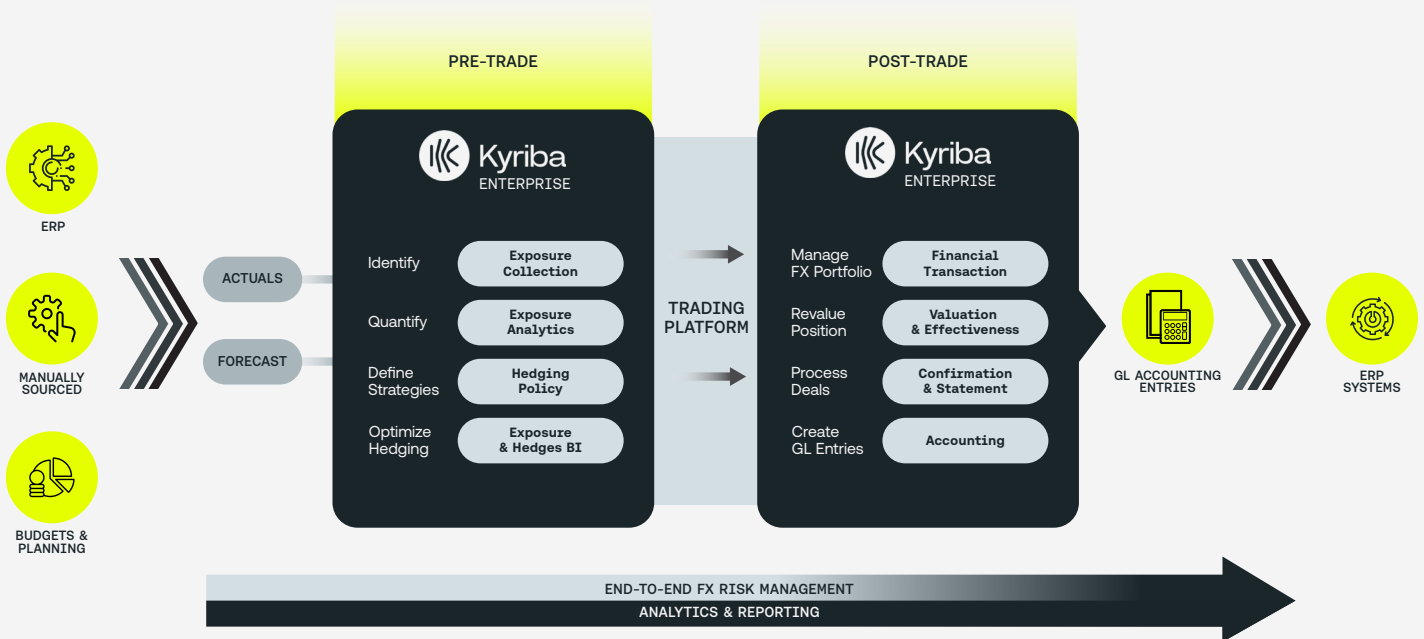 PRE-TRADE
POST-TRADE
ERP
MANUALLY
SOURCED
BUDGETS &
PLANNING
ACTUALS
FORECAST
Kyriba
ENTERPRISE
Identify
Exposure
Collection
Quantify
Exposure
Analytics
Define
Strategies
Hedging
Policy
Optimize
Hedging
Exposure
& Hedges BI
TRADING
PLATFORM
Kyriba
ENTERPRISE
Manage
FX Portfolio
Financial
Transaction
Revalue
Position
Valuation
& Effectiveness
Process
Deals
Confirmation
& Statement
Create
GL Entries
Accounting
GL ACCOUNTING
ENTRIES
ERP
SYSTEMS
END-TO-END FX RISK MANAGEMENT
ANALYTICS & REPORTING